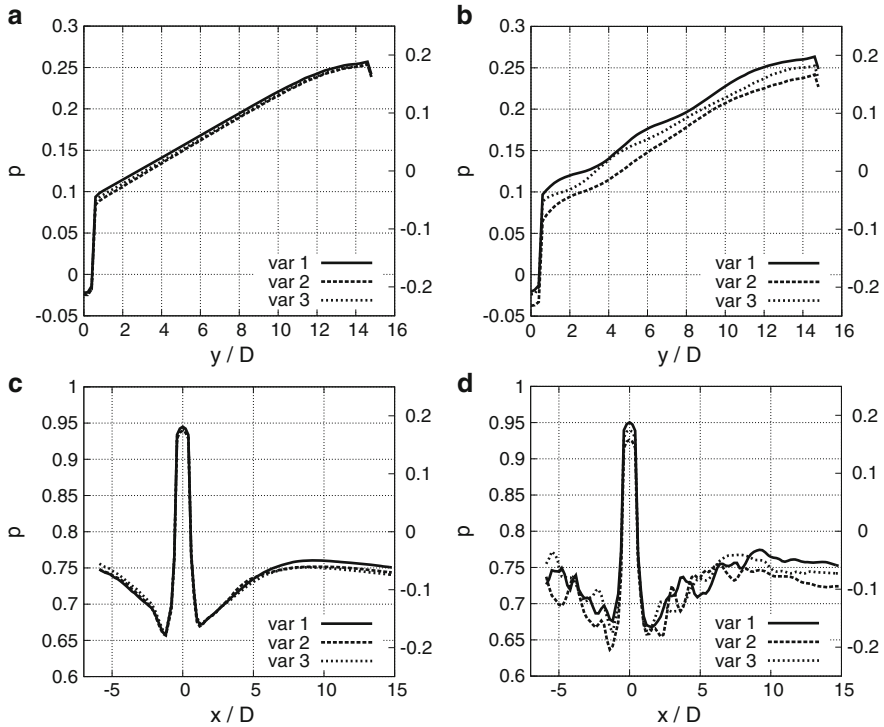 a
0.3
0.25
0.2
0.15
0.1
0.05
0
-0.05
p
0.2
0.1
0
-0.1
-0.2
var 1
var 2
var 3
0 2 4 6 8 10 12 14 16
y / D
b
0.3
0.25
0.2
0.15
0.1
0.05
0
-0.05
p
0.2
0.1
0
-0.1
-0.2
var 1
var 2
var 3
0 2 4 6 8 10 12 14 16
y / D
c
1
0.95
0.9
0.85
0.8
0.75
0.7
0.65
0.6
p
0.2
0.1
0
-0.1
-0.2
var 1
var 2
var 3
-5 0 5 10 15
x / D
d
1
0.95
0.9
0.85
0.8
0.75
0.7
0.65
0.6
p
0.2
0.1
0
-0.1
-0.2
var 1
var 2
var 3
-5 0 5 10 15
x / D